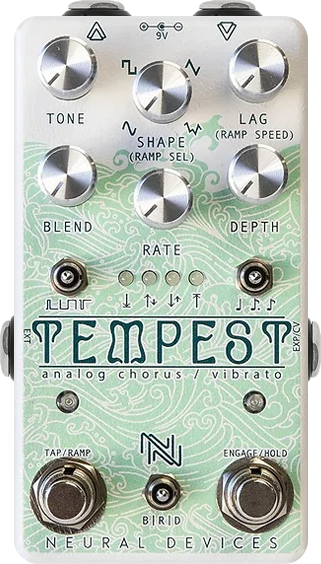 9V
TONE
SHAPE
(RAMP SEL)
LAG
(RAMP SPEED)
BLEND
DEPTH
RATE
EXT
TEMPEST
EXP/CV
analog chorus / vibrato
N
TAP/RAMP
ENGAGE/HOLD
B I R I D
NEURAL DEVICES